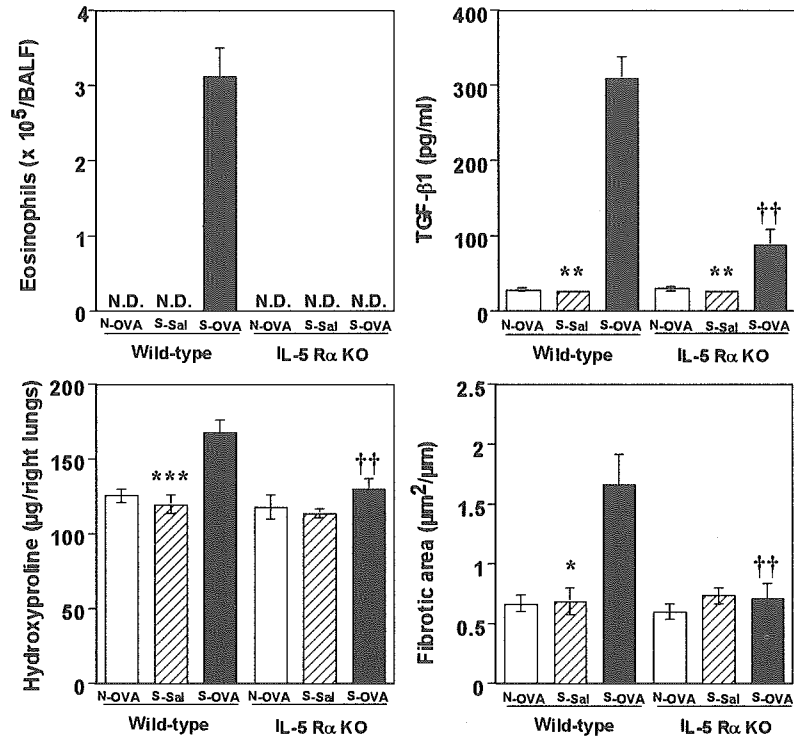 Eosinophils (x 10⁵/BALF)
4
3
2
1
0
N.D. N.D. N.D. N.D. N.D.
N-OVA S-Sal S-OVA N-OVA S-Sal S-OVA
Wild-type IL-5 Rα KO
TGF-β1 (pg/ml)
400
300
200
100
0
** ** ††
N-OVA S-Sal S-OVA N-OVA S-Sal S-OVA
Wild-type IL-5 Rα KO
Hydroxyproline (µg/right lungs)
200
150
100
50
0
*** ††
N-OVA S-Sal S-OVA N-OVA S-Sal S-OVA
Wild-type IL-5 Rα KO
Fibrotic area (µm²/µm)
2.5
2
1.5
1
0.5
0
* ††
N-OVA S-Sal S-OVA N-OVA S-Sal S-OVA
Wild-type IL-5 Rα KO